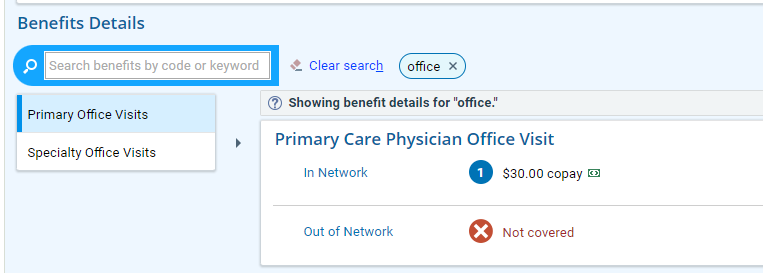 Benefits Details
Search benefits by code or keyword
Clear search
office ×
Primary Office Visits
Specialty Office Visits
? Showing benefit details for "office."
Primary Care Physician Office Visit
In Network 1 $30.00 copay
Out of Network Not covered